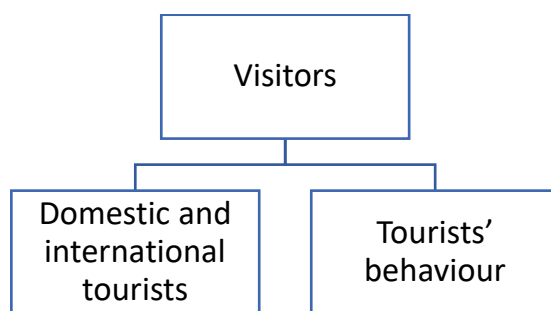 Visitors
Domestic and
international
tourists
Tourists’
behaviour